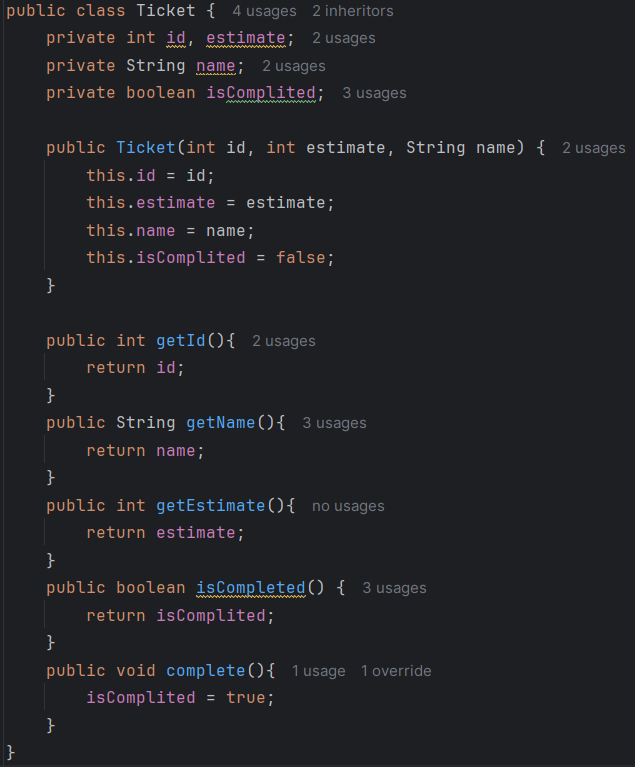 public class Ticket {  4 usages  2 inheritors
    private int id, estimate;  2 usages
    private String name;  2 usages
    private boolean isComplited;  3 usages

    public Ticket(int id, int estimate, String name) {  2 usages
        this.id = id;
        this.estimate = estimate;
        this.name = name;
        this.isComplited = false;
    }

    public int getId(){  2 usages
        return id;
    }
    public String getName(){  3 usages
        return name;
    }
    public int getEstimate(){  no usages
        return estimate;
    }
    public boolean isCompleted() {  3 usages
        return isComplited;
    }
    public void complete(){  1 usage  1 override
        isComplited = true;
    }
}